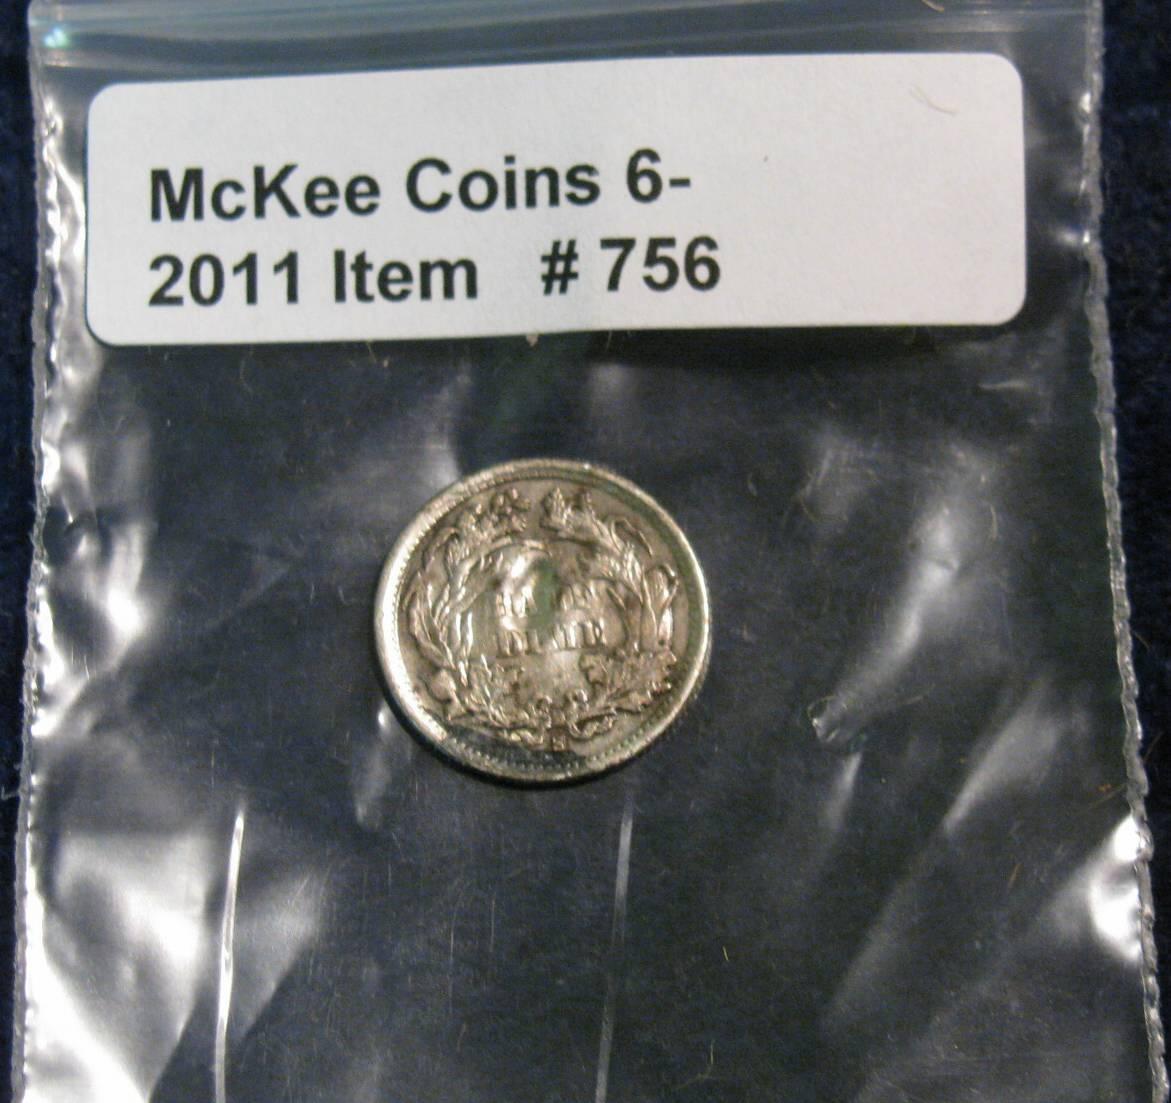 McKee Coins 6-
2011 Item # 756
HALF
DIME